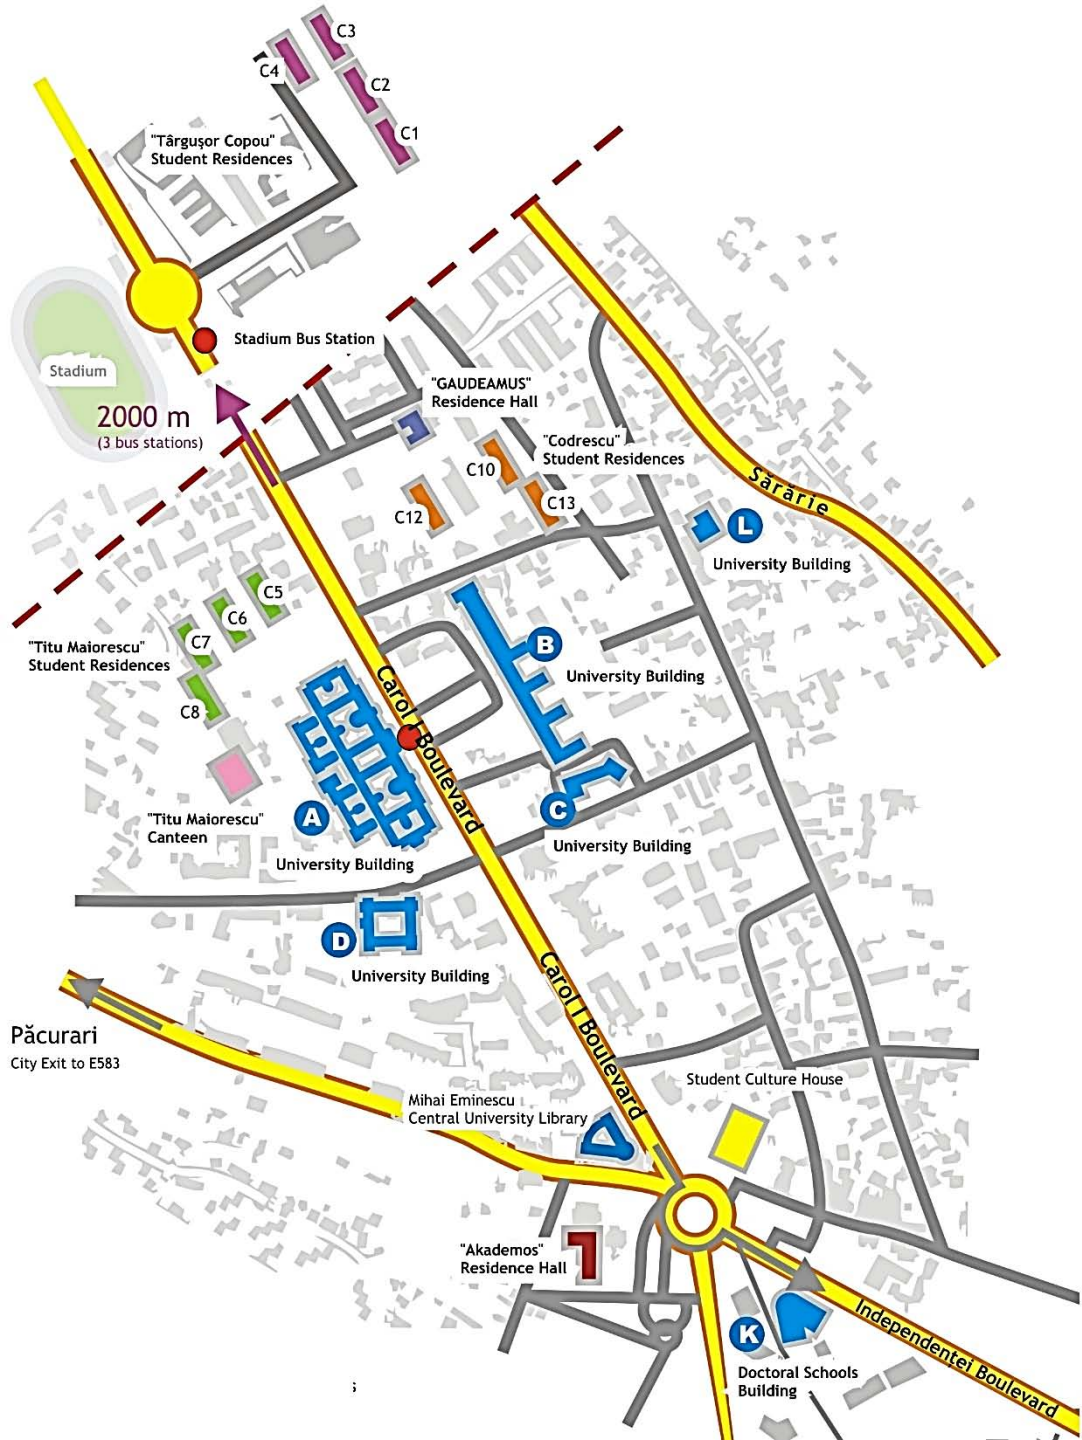 C3
C4
C2
C1
"Târgușor Copou"
Student Residences
Stadium Bus Station
Stadium
"GAUDEAMUS"
Residence Hall
2000 m
(3 bus stations)
"Codrescu"
Student Residences
C10
C13
C12
Sărărie
L
University Building
C5
C6
C7
C8
"Titu Maiorescu"
Student Residences
B
University Building
Carol I Boulevard
"Titu Maiorescu"
Canteen
A
University Building
C
University Building
D
University Building
Carol I Boulevard
Păcurari
City Exit to E583
Student Culture House
Mihai Eminescu
Central University Library
"Akademos"
Residence Hall
K
Doctoral Schools
Building
Independentei Boulevard
s